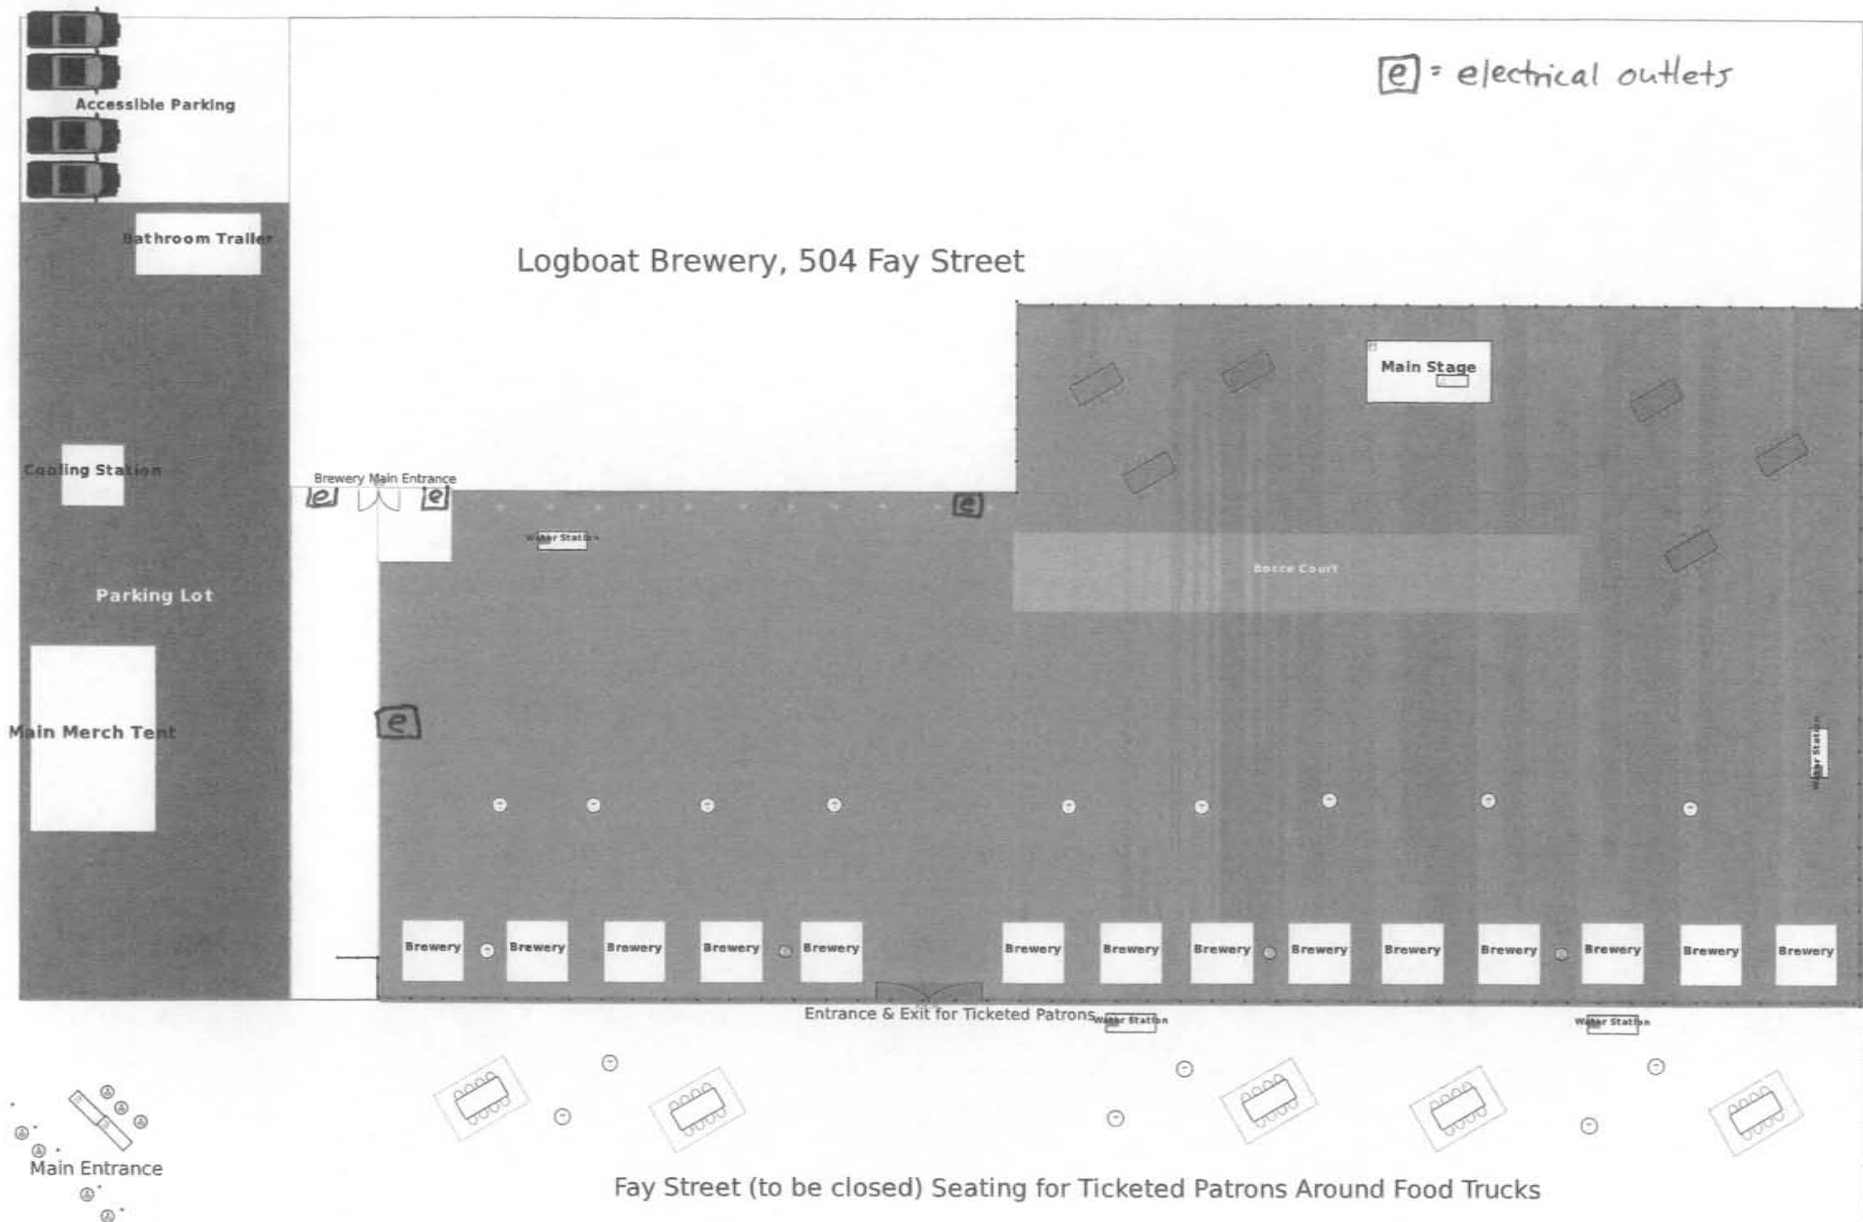 e = electrical outlets
Accessible Parking
Bathroom Trailer
Logboat Brewery, 504 Fay Street
Main Stage
Cooling Station
Brewery Main Entrance
e
e
e
Water Station
Bocce Court
Parking Lot
e
Main Merch Tent
Water Station
Brewery Brewery Brewery Brewery Brewery Brewery Brewery Brewery Brewery Brewery Brewery Brewery Brewery Brewery
Entrance & Exit for Ticketed Patrons
Water Station
Water Station
Main Entrance
Fay Street (to be closed) Seating for Ticketed Patrons Around Food Trucks